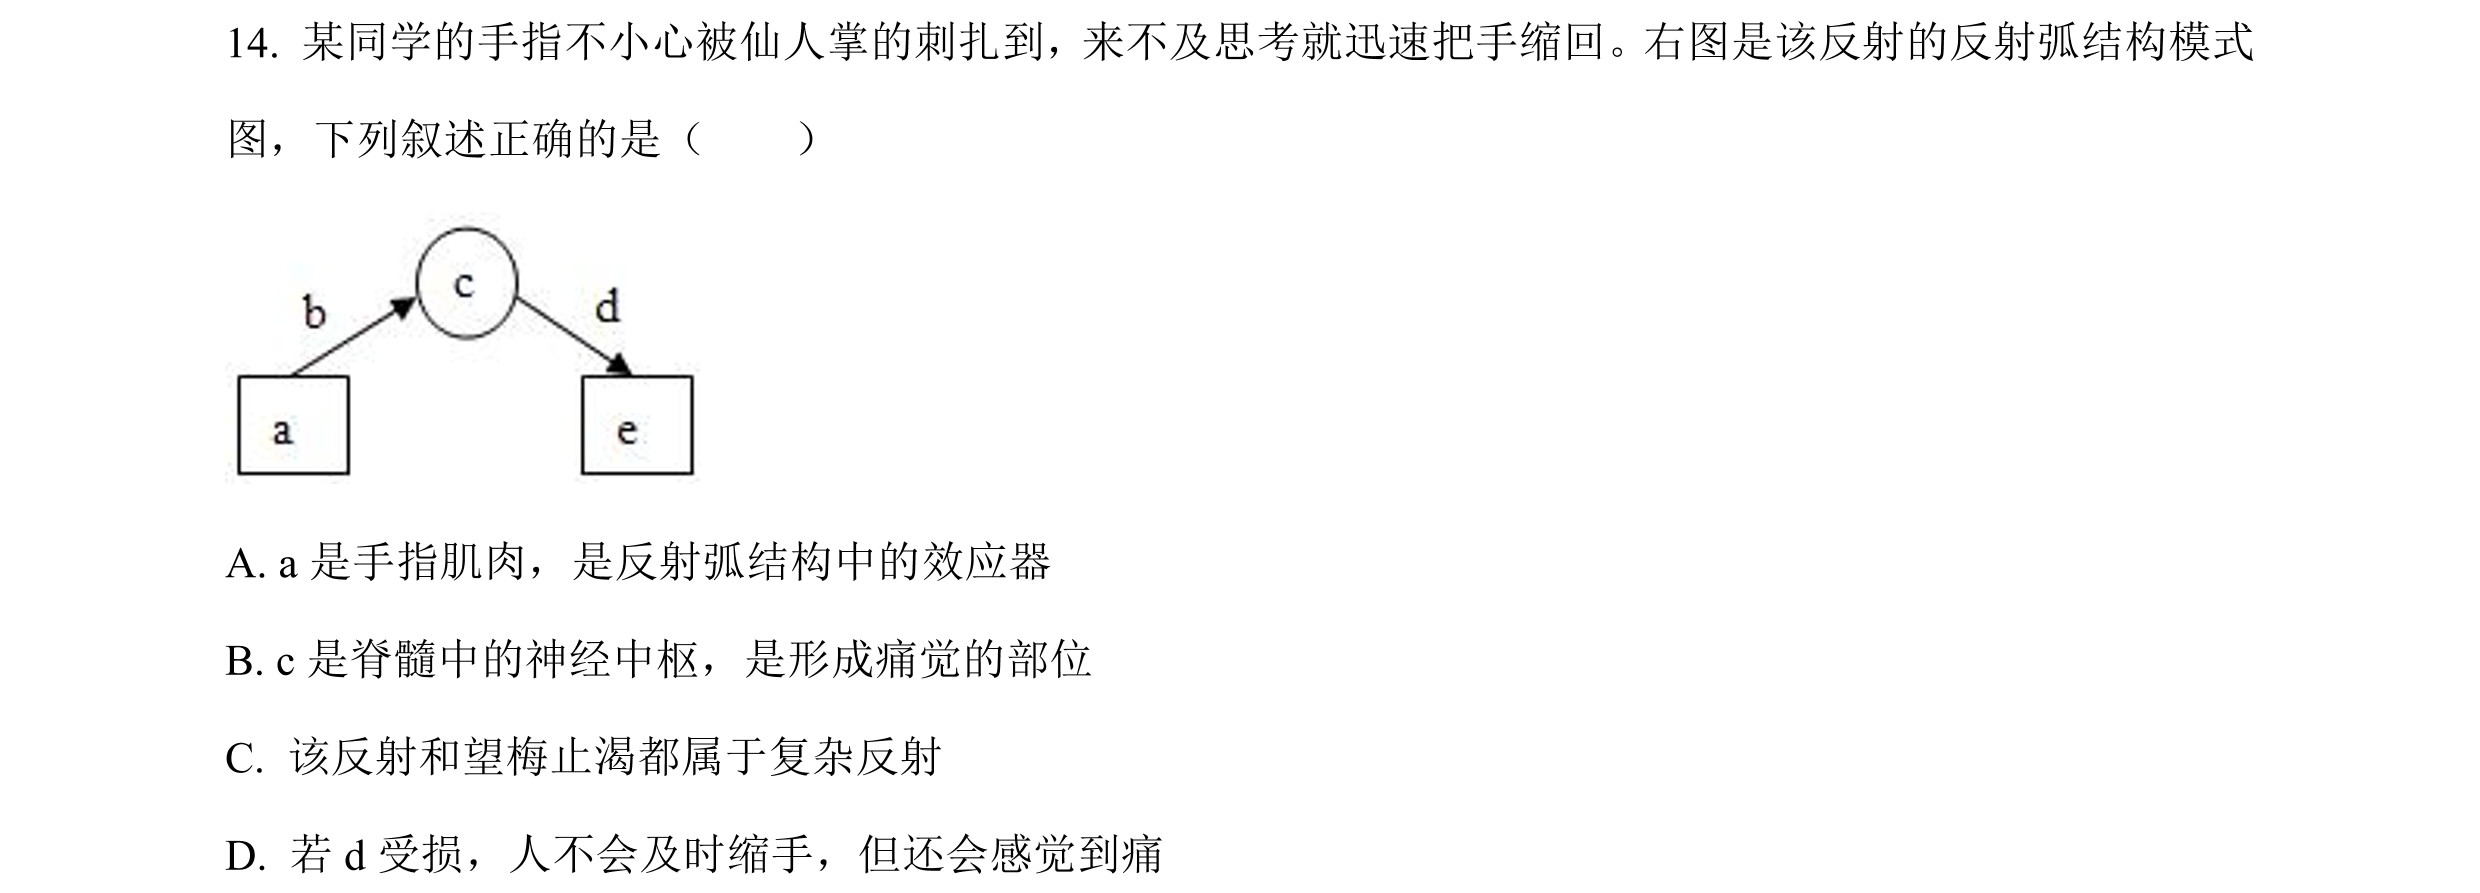 14. 某同学的手指不小心被仙人掌的刺扎到，来不及思考就迅速把手缩回。右图是该反射的反射弧结构模式
图，下列叙述正确的是（　　）
c
b
d
a
e
A. a 是手指肌肉，是反射弧结构中的效应器
B. c 是脊髓中的神经中枢，是形成痛觉的部位
C. 该反射和望梅止渴都属于复杂反射
D. 若 d 受损，人不会及时缩手，但还会感觉到痛